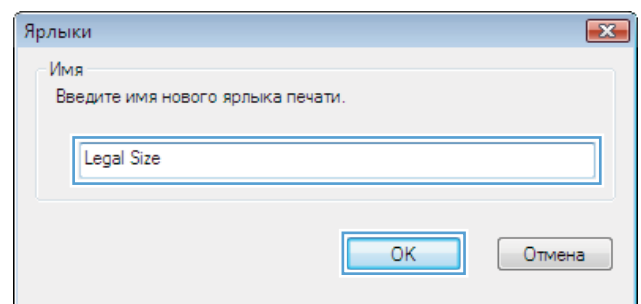 Ярлыки
Имя
Введите имя нового ярлыка печати.
Legal Size
OK
Отмена